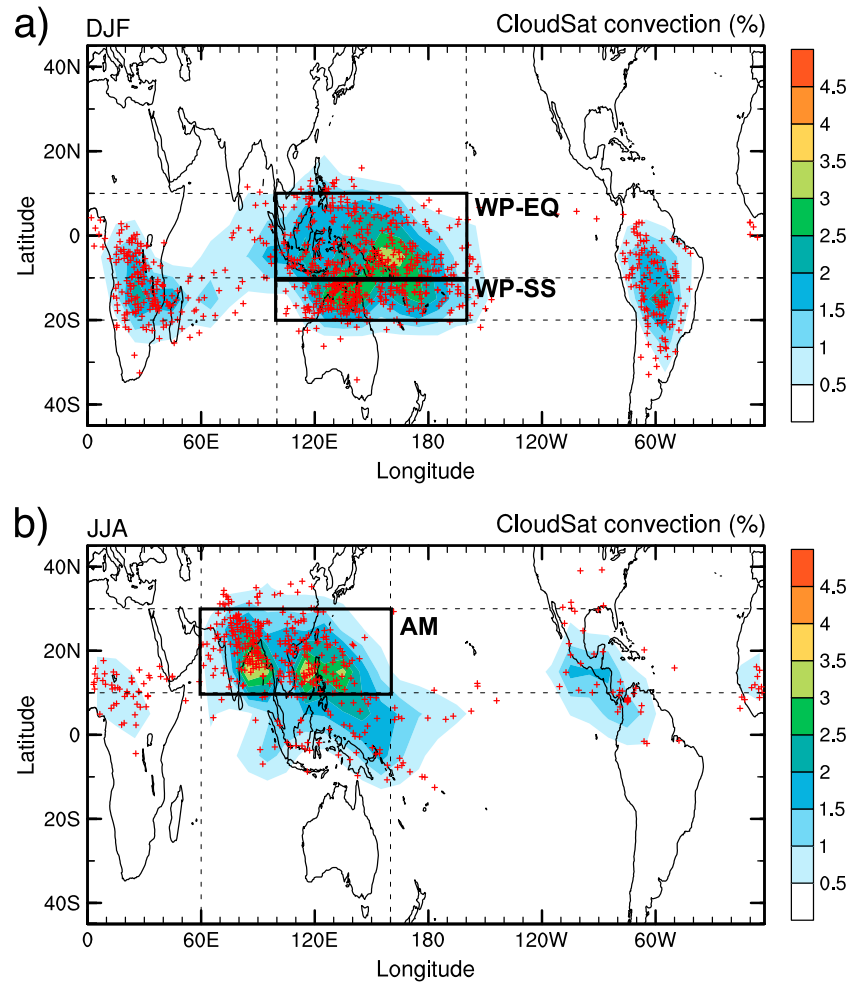 a)
DJF
CloudSat convection (%)
40N
20N
0
20S
40S
Latitude
WP-EQ
WP-SS
0
60E
120E
180
120W
60W
Longitude
4.5
4
3.5
3
2.5
2
1.5
1
0.5
b)
JJA
CloudSat convection (%)
40N
20N
0
20S
40S
Latitude
AM
0
60E
120E
180
120W
60W
Longitude
4.5
4
3.5
3
2.5
2
1.5
1
0.5